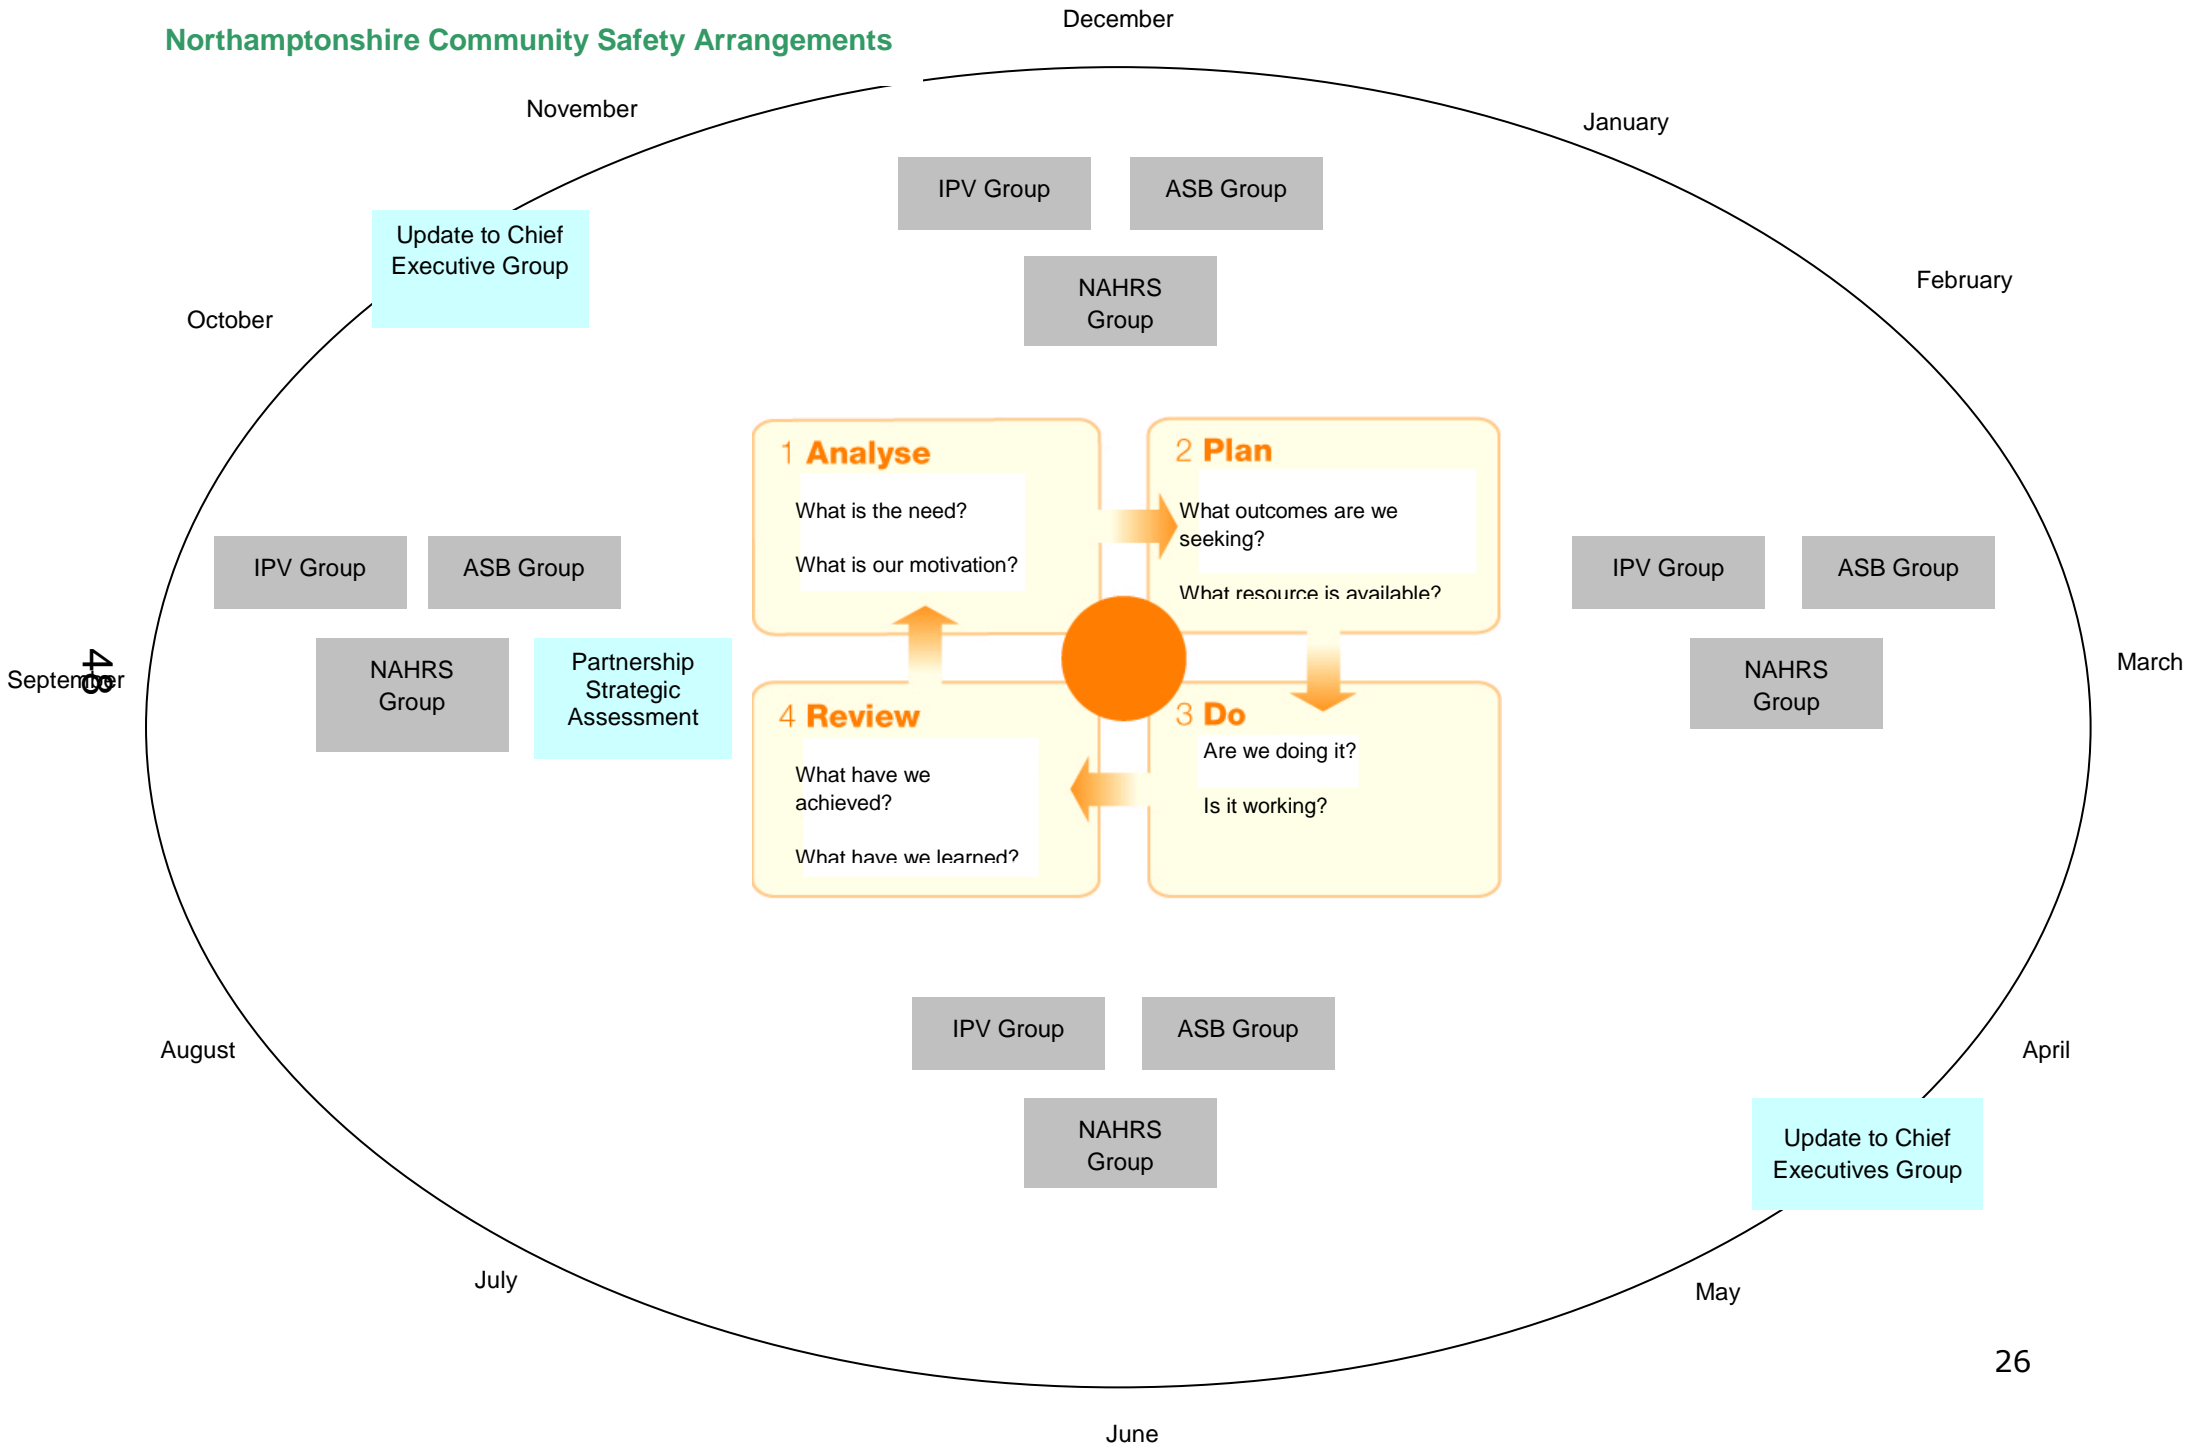 December
Northamptonshire Community Safety Arrangements
November
January
IPV Group
ASB Group
Update to Chief
Executive Group
February
NAHRS
Group
October
1 Analyse
What is the need?
What is our motivation?
2 Plan
What outcomes are we
seeking?
What resource is available?
IPV Group
ASB Group
NAHRS
Group
Partnership
Strategic
Assessment
IPV Group
ASB Group
NAHRS
Group
September
48
March
4 Review
What have we
achieved?
What have we learned?
3 Do
Are we doing it?
Is it working?
IPV Group
ASB Group
NAHRS
Group
August
April
Update to Chief
Executives Group
July
May
26
June